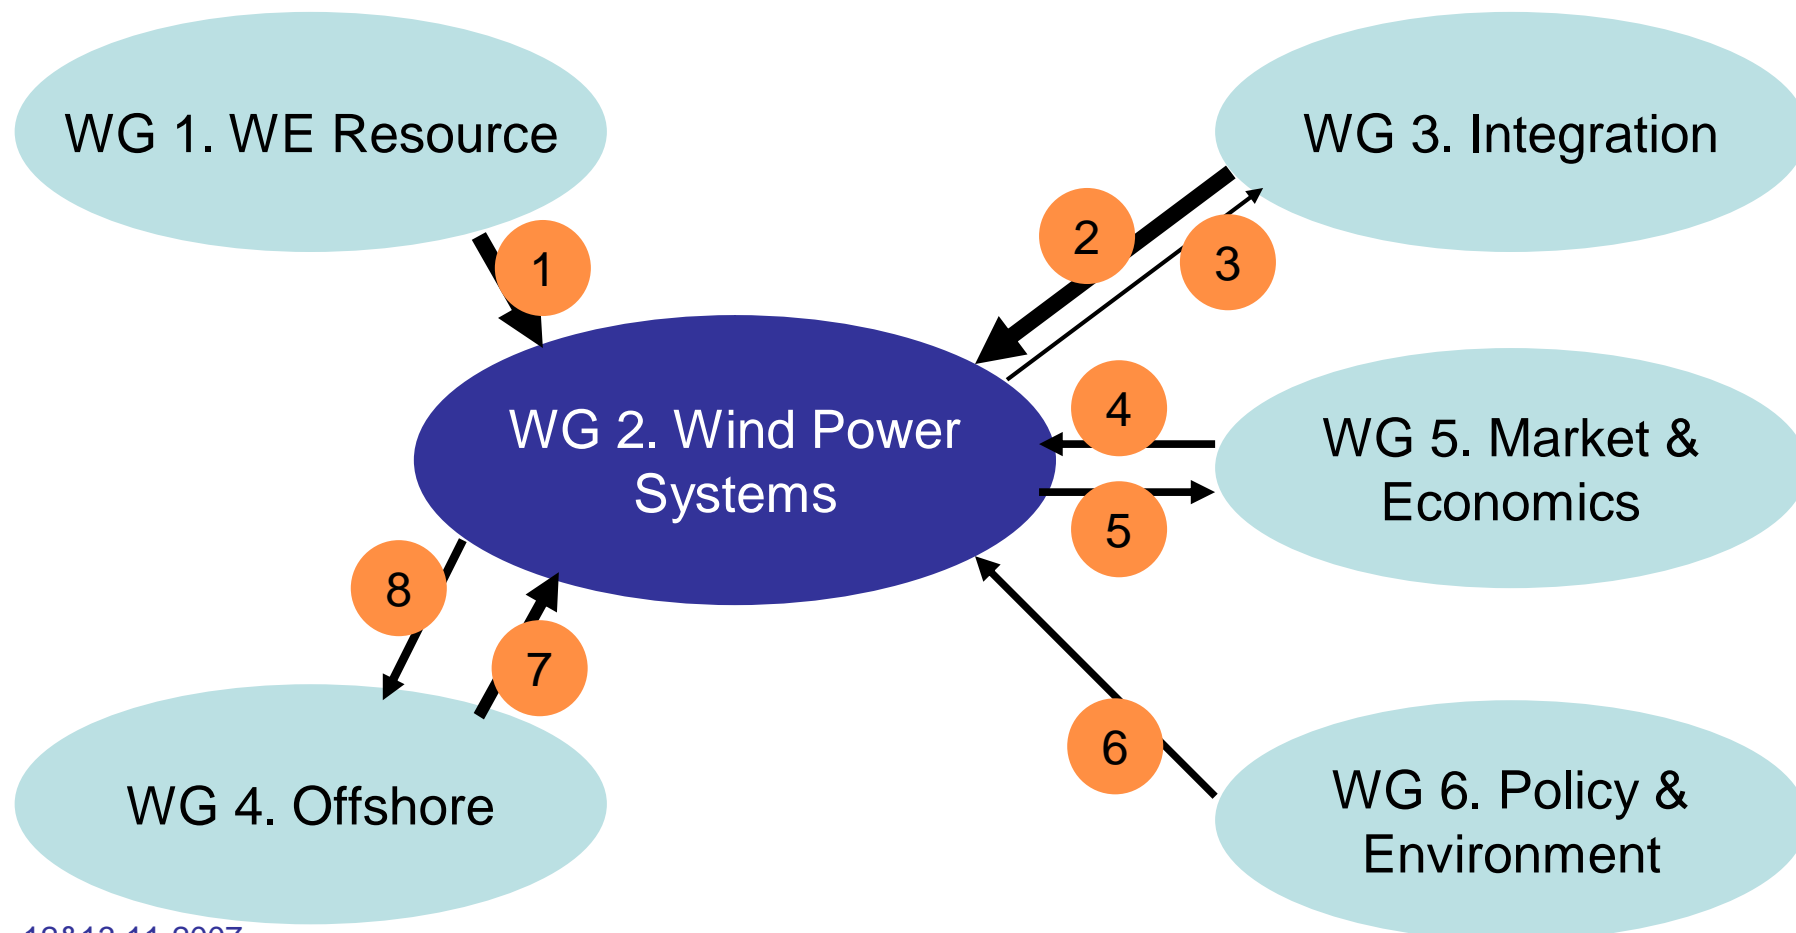 WG 1. WE Resource
WG 3. Integration
2
3
1
4
WG 2. Wind Power
Systems
WG 5. Market &
Economics
5
8
7
6
WG 4. Offshore
WG 6. Policy &
Environment